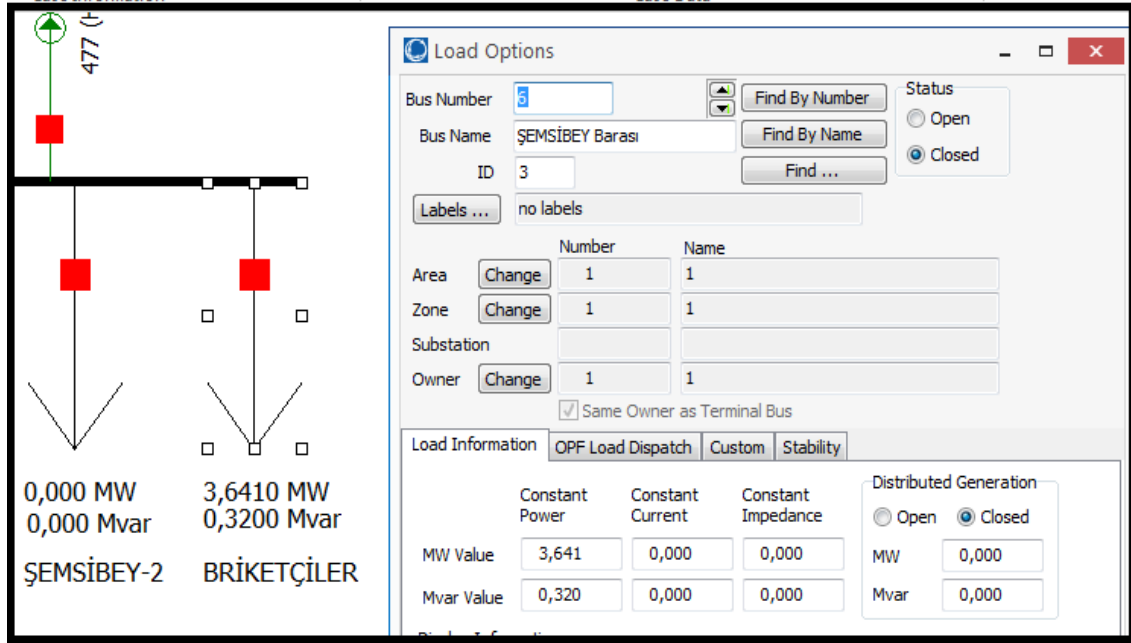 477 (H
0,000 MW
0,000 Mvar
ŞEMSİBEY-2
3,6410 MW
0,3200 Mvar
BRİKETÇİLER
Load Options
Bus Number 6 Find By Number
Bus Name ŞEMSİBEY Barası Find By Name
ID 3 Find ...
Status
Open
Closed
Labels ... no labels
Number Name
Area Change 1 1
Zone Change 1 1
Substation
Owner Change 1 1
Same Owner as Terminal Bus
Load Information OPF Load Dispatch Custom Stability
Constant Power Constant Current Constant Impedance
MW Value 3,641 0,000 0,000
Mvar Value 0,320 0,000 0,000
Distributed Generation
Open Closed
MW 0,000
Mvar 0,000